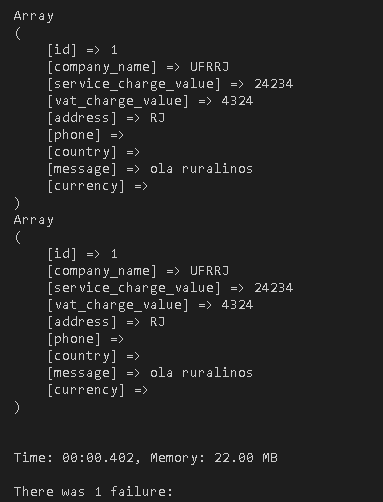 Array
(
    [id] => 1
    [company_name] => UFRRJ
    [service_charge_value] => 24234
    [vat_charge_value] => 4324
    [address] => RJ
    [phone] =>
    [country] =>
    [message] => ola ruralinos
    [currency] =>
)
Array
(
    [id] => 1
    [company_name] => UFRRJ
    [service_charge_value] => 24234
    [vat_charge_value] => 4324
    [address] => RJ
    [phone] =>
    [country] =>
    [message] => ola ruralinos
    [currency] =>
)
Time: 00:00.402, Memory: 22.00 MB
There was 1 failure: